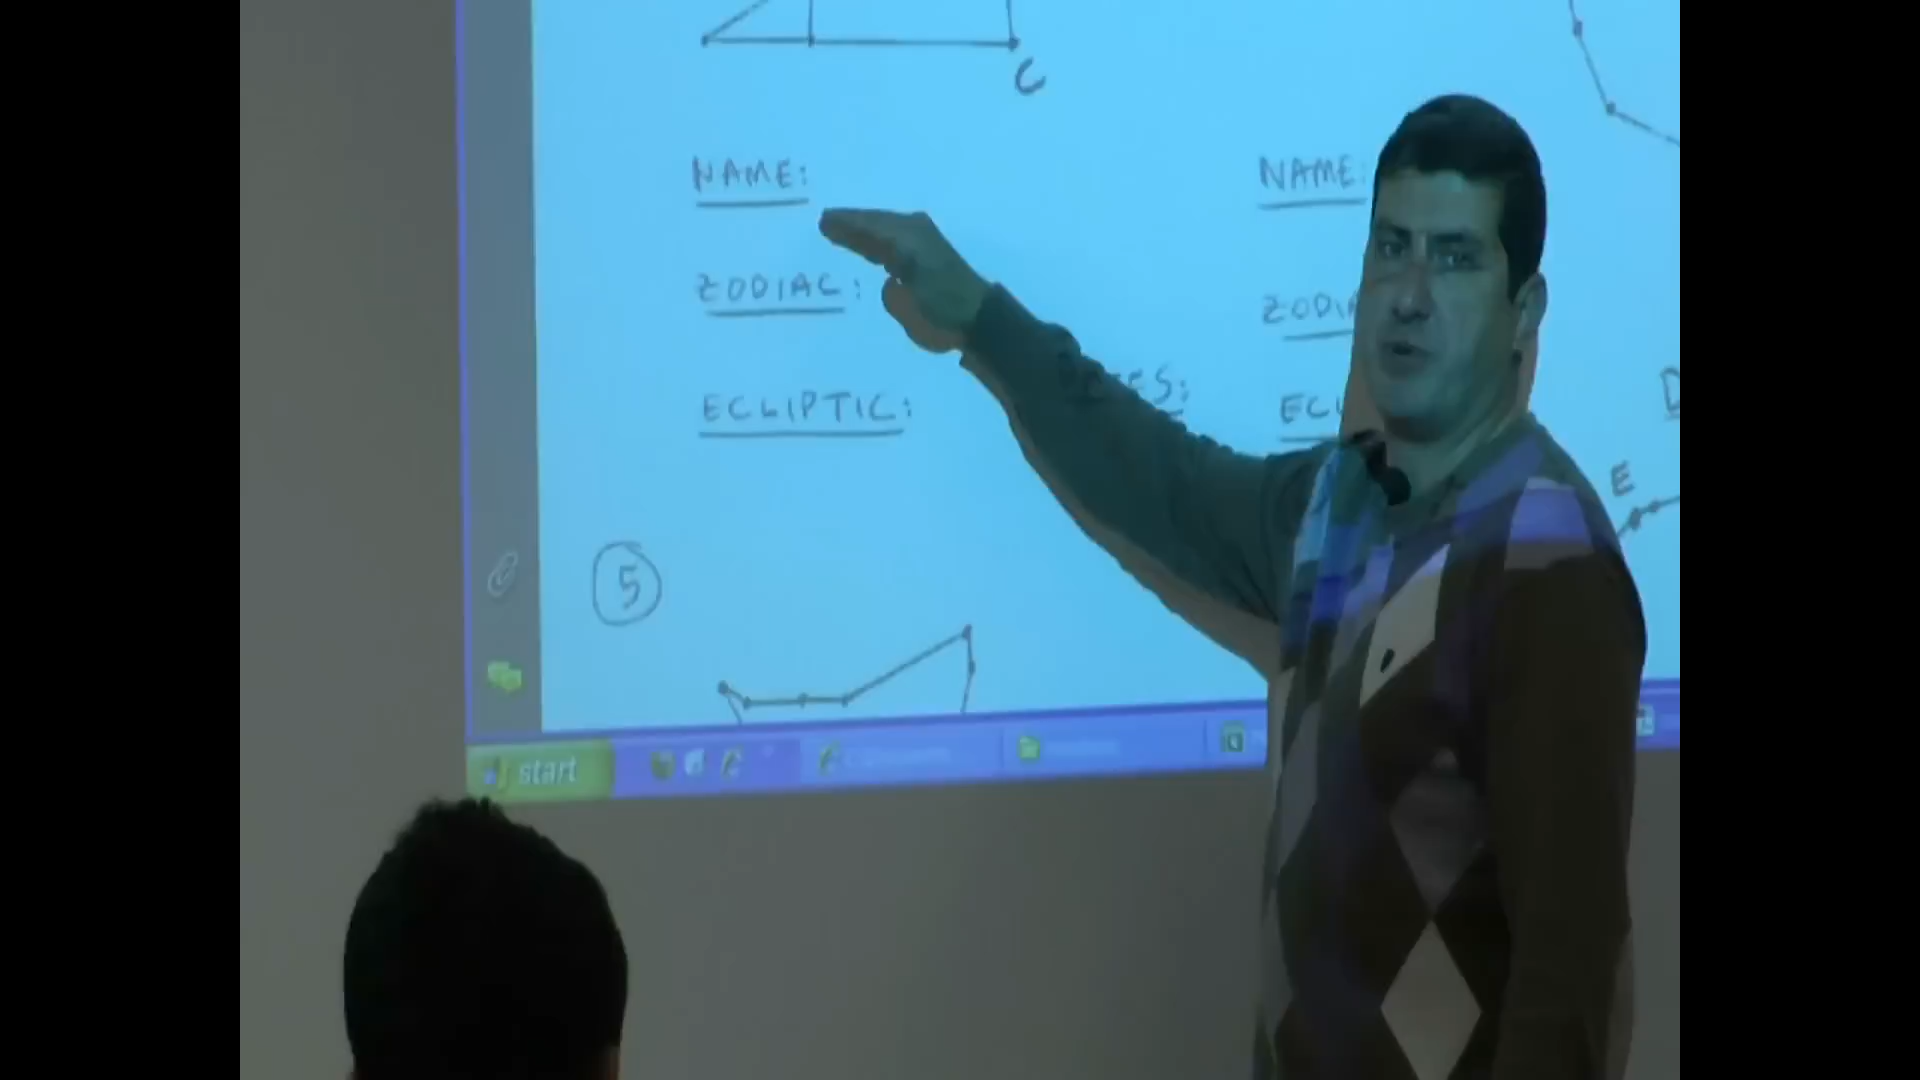 C
NAME: NAME:
ZODIAC:
ECLIPTIC:
E
5
start